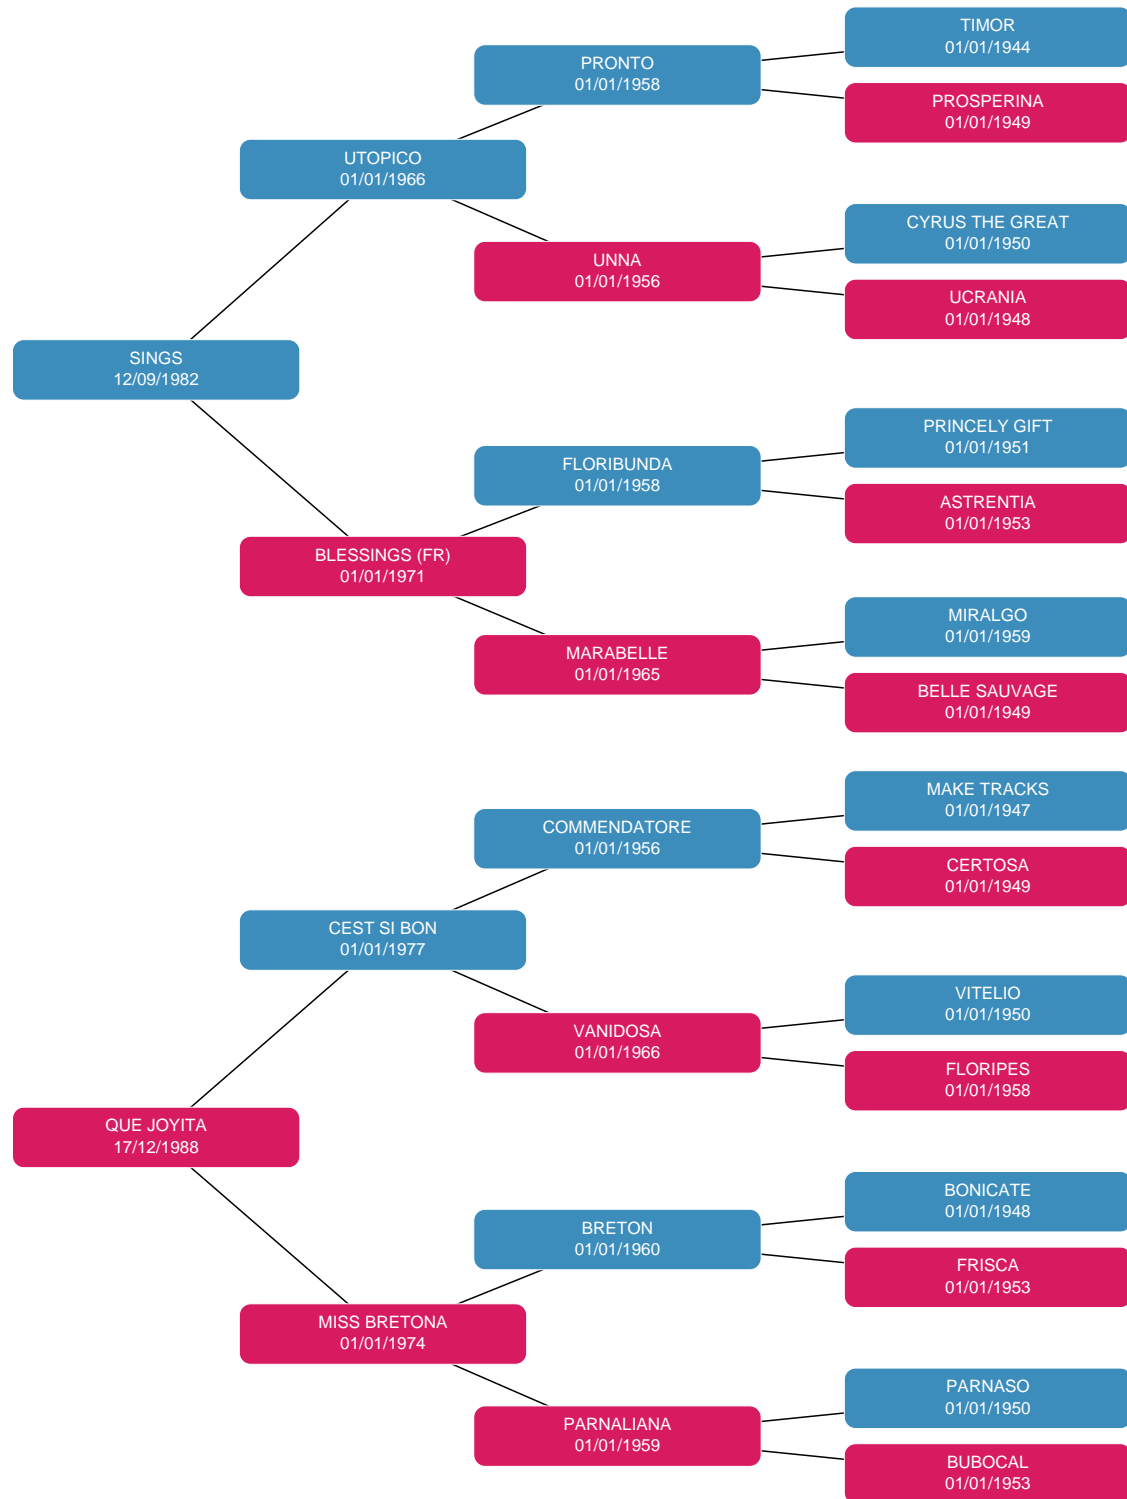 TIMOR
01/01/1944
PRONTO
01/01/1958
PROSPERINA
01/01/1949
UTOPICO
01/01/1966
CYRUS THE GREAT
01/01/1950
UNNA
01/01/1956
UCRANIA
01/01/1948
SINGS
12/09/1982
PRINCELY GIFT
01/01/1951
FLORIBUNDA
01/01/1958
ASTRENTIA
01/01/1953
BLESSINGS (FR)
01/01/1971
MIRALGO
01/01/1959
MARABELLE
01/01/1965
BELLE SAUVAGE
01/01/1949
MAKE TRACKS
01/01/1947
COMMENDATORE
01/01/1956
CERTOSA
01/01/1949
CEST SI BON
01/01/1977
VITELIO
01/01/1950
VANIDOSA
01/01/1966
FLORIPES
01/01/1958
QUE JOYITA
17/12/1988
BONICATE
01/01/1948
BRETON
01/01/1960
FRISCA
01/01/1953
MISS BRETONA
01/01/1974
PARNASO
01/01/1950
PARNALIANA
01/01/1959
BUBOCAL
01/01/1953